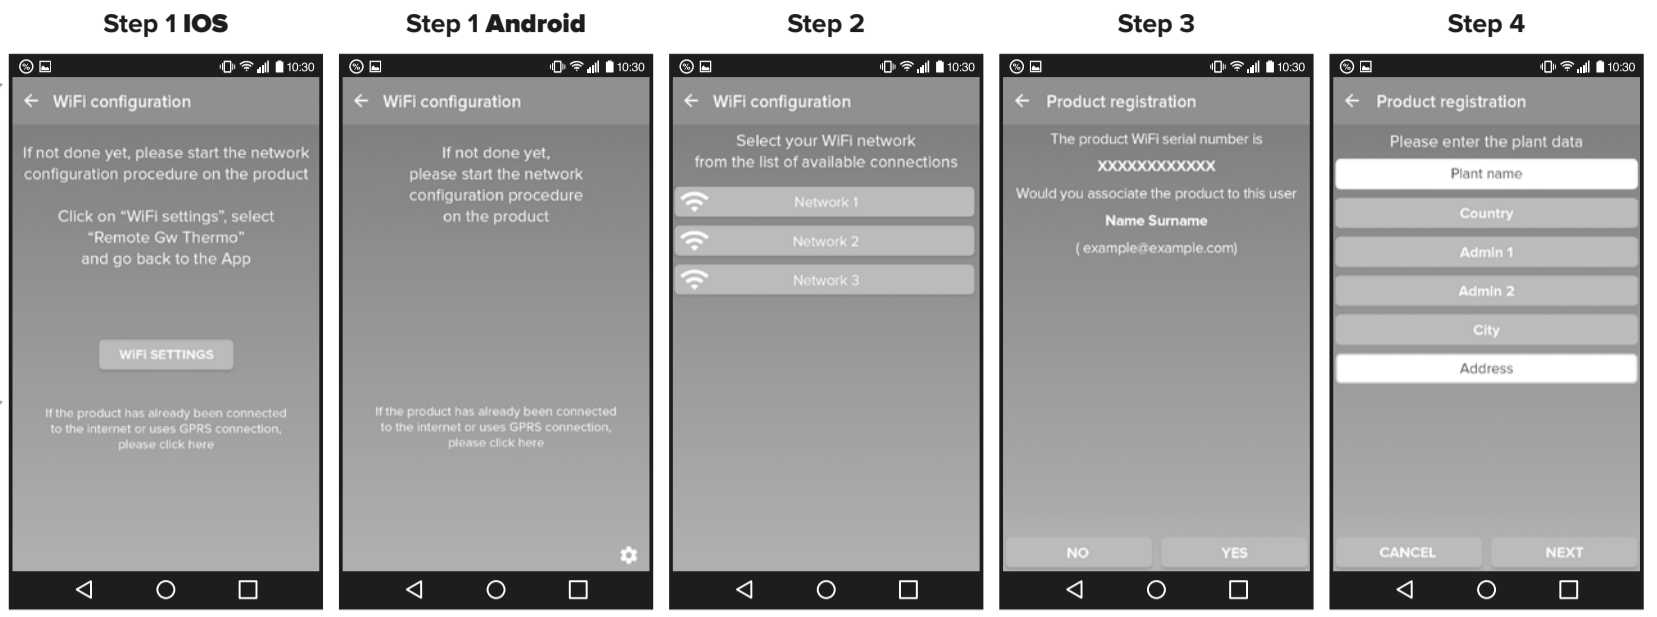 Step 1 IOS
10:30
WiFi configuration
If not done yet, please start the network
configuration procedure on the product
Click on “WiFi settings”, select
“Remote Gw Thermo”
and go back to the App
WiFi SETTINGS
If the product has already been connected
to the internet or uses GPRS connection,
please click here
Step 1 Android
10:30
WiFi configuration
If not done yet,
please start the network
configuration procedure
on the product
If the product has already been connected
to the internet or uses GPRS connection,
please click here
Step 2
10:30
WiFi configuration
Select your WiFi network
from the list of available connections
Network 1
Network 2
Network 3
Step 3
10:30
Product registration
The product WiFi serial number is
XXXXXXXXXXXX
Would you associate the product to this user
Name Surname
( example@example.com)
NO
YES
Step 4
10:30
Product registration
Please enter the plant data
Plant name
Country
Admin 1
Admin 2
City
Address
CANCEL
NEXT